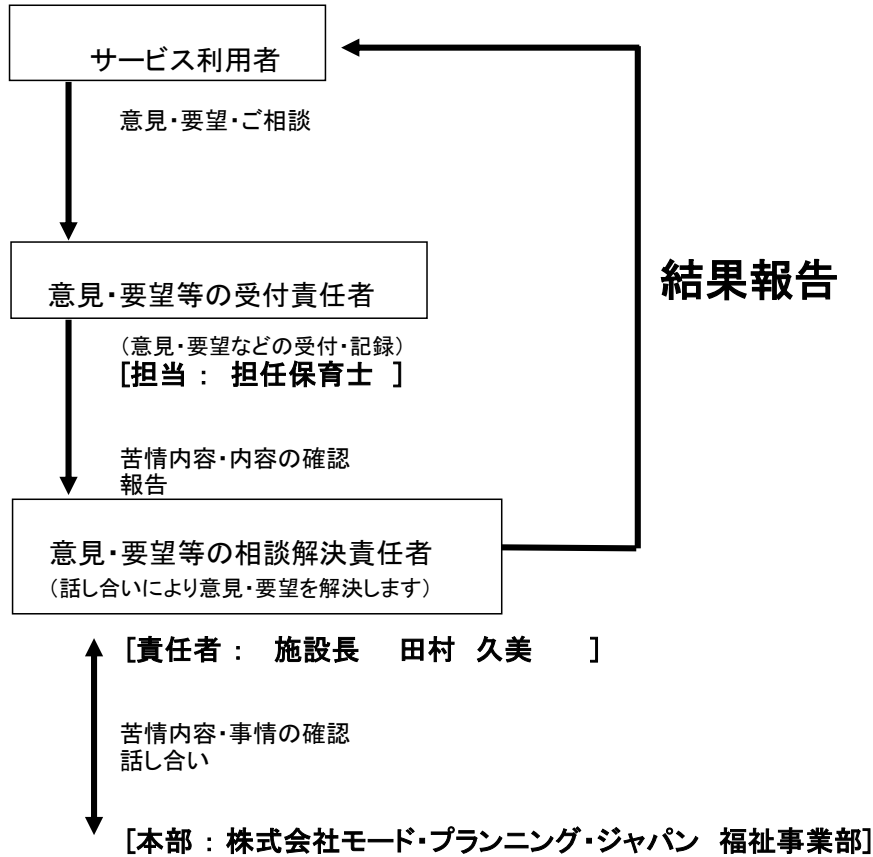 サービス利用者
意見・要望・ご相談
意見・要望等の受付責任者
（意見・要望などの受付・記録）
[担当 ： 担任保育士 ]
苦情内容・内容の確認
報告
意見・要望等の相談解決責任者
（話し合いにより意見・要望を解決します）
[責任者 ： 施設長 田村 久美 ]
苦情内容・事情の確認
話し合い
[本部 ： 株式会社モード・プランニング・ジャパン 福祉事業部]
結果報告